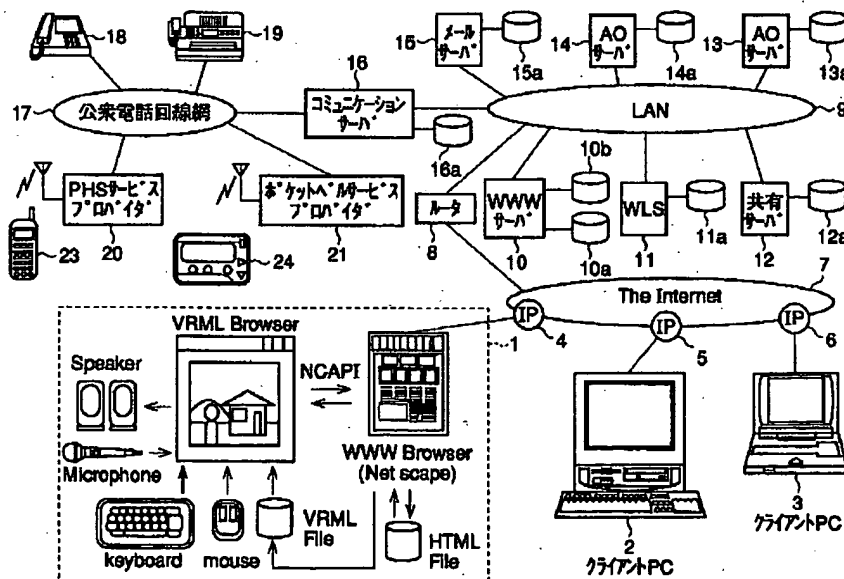 18
19
15
メールサーバ
15a
14
AOサーバ
14a
13
AOサーバ
13a
17
公衆電話回線網
16
コミュニケーションサーバ
16a
LAN
9
PHSサービスプロバイダ
20
23
ポケットベルサービスプロバイダ
21
24
ルータ
8
WWWサーバ
10
10b
10a
WLS
11
11a
共有サーバ
12
12a
7
The Internet
IP
4
IP
5
IP
6
1
VRML Browser
NCAPI
Speaker
Microphone
WWW Browser
(Net scape)
keyboard
mouse
VRML
File
HTML
File
2
クライアントPC
3
クライアントPC